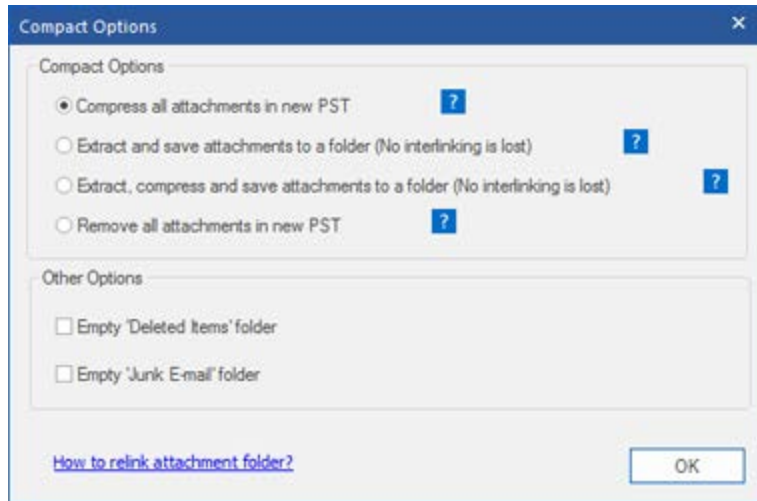 Compact Options
Compact Options
Compress all attachments in new PST ?
Extract and save attachments to a folder (No interlinking is lost) ?
Extract, compress and save attachments to a folder (No interlinking is lost) ?
Remove all attachments in new PST ?
Other Options
Empty 'Deleted Items' folder
Empty 'Junk E-mail' folder
How to relink attachment folder?
OK